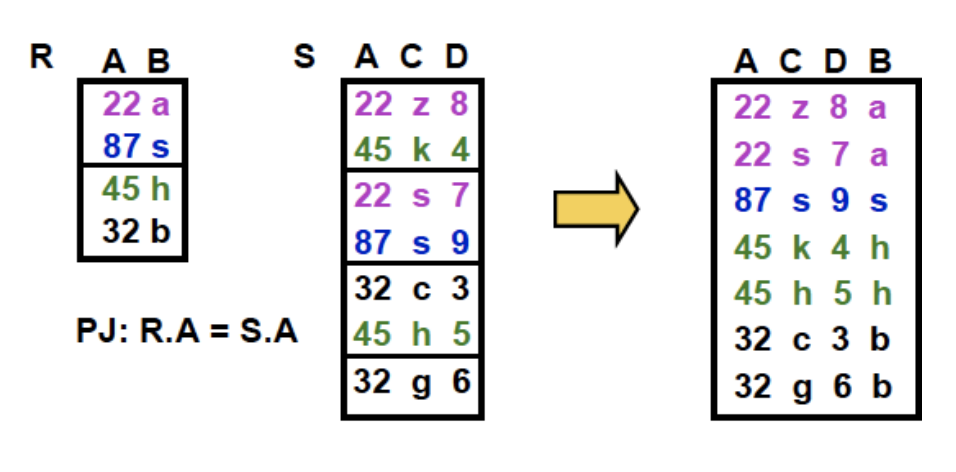 R
A B
22 a
87 s
45 h
32 b
PJ: R.A = S.A
S
A C D
22 z 8
45 k 4
22 s 7
87 s 9
32 c 3
45 h 5
32 g 6
A C D B
22 z 8 a
22 s 7 a
87 s 9 s
45 k 4 h
45 h 5 h
32 c 3 b
32 g 6 b